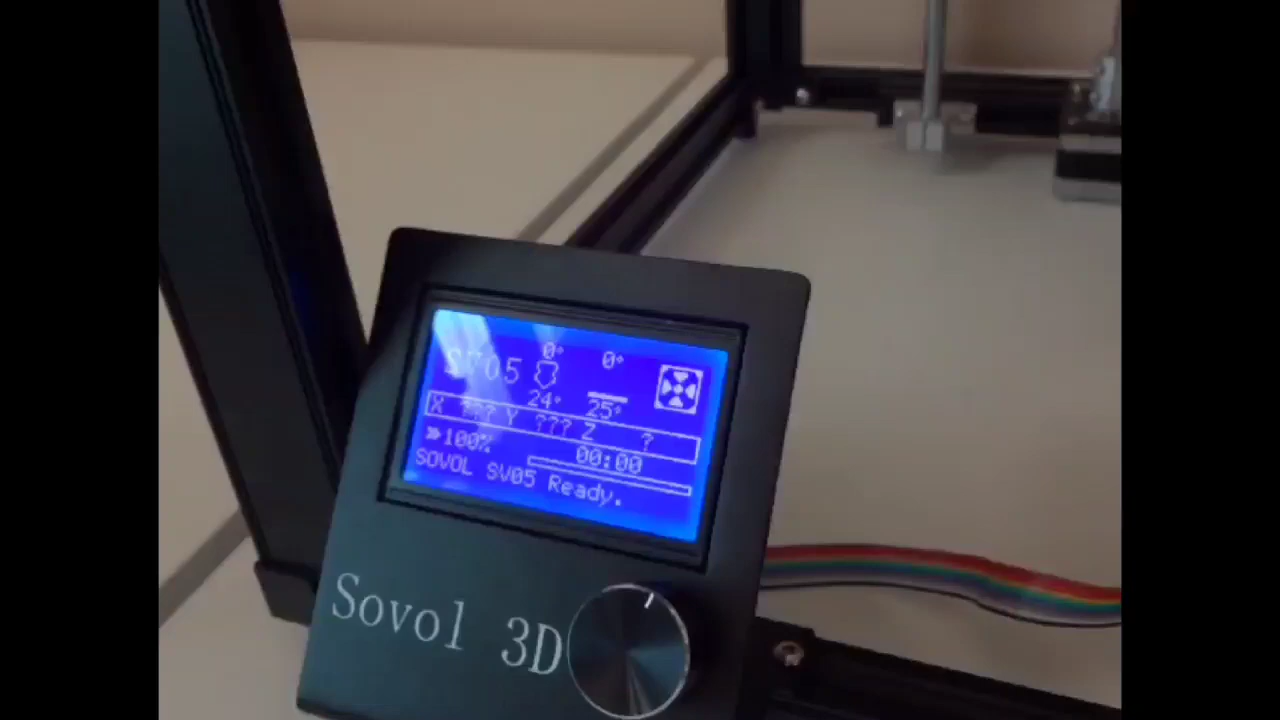 0° 0°
SV05
24° 25°
X ??? Y ??? Z ?
»100% 00:00
SOVOL SV05 Ready.
Sovol 3D